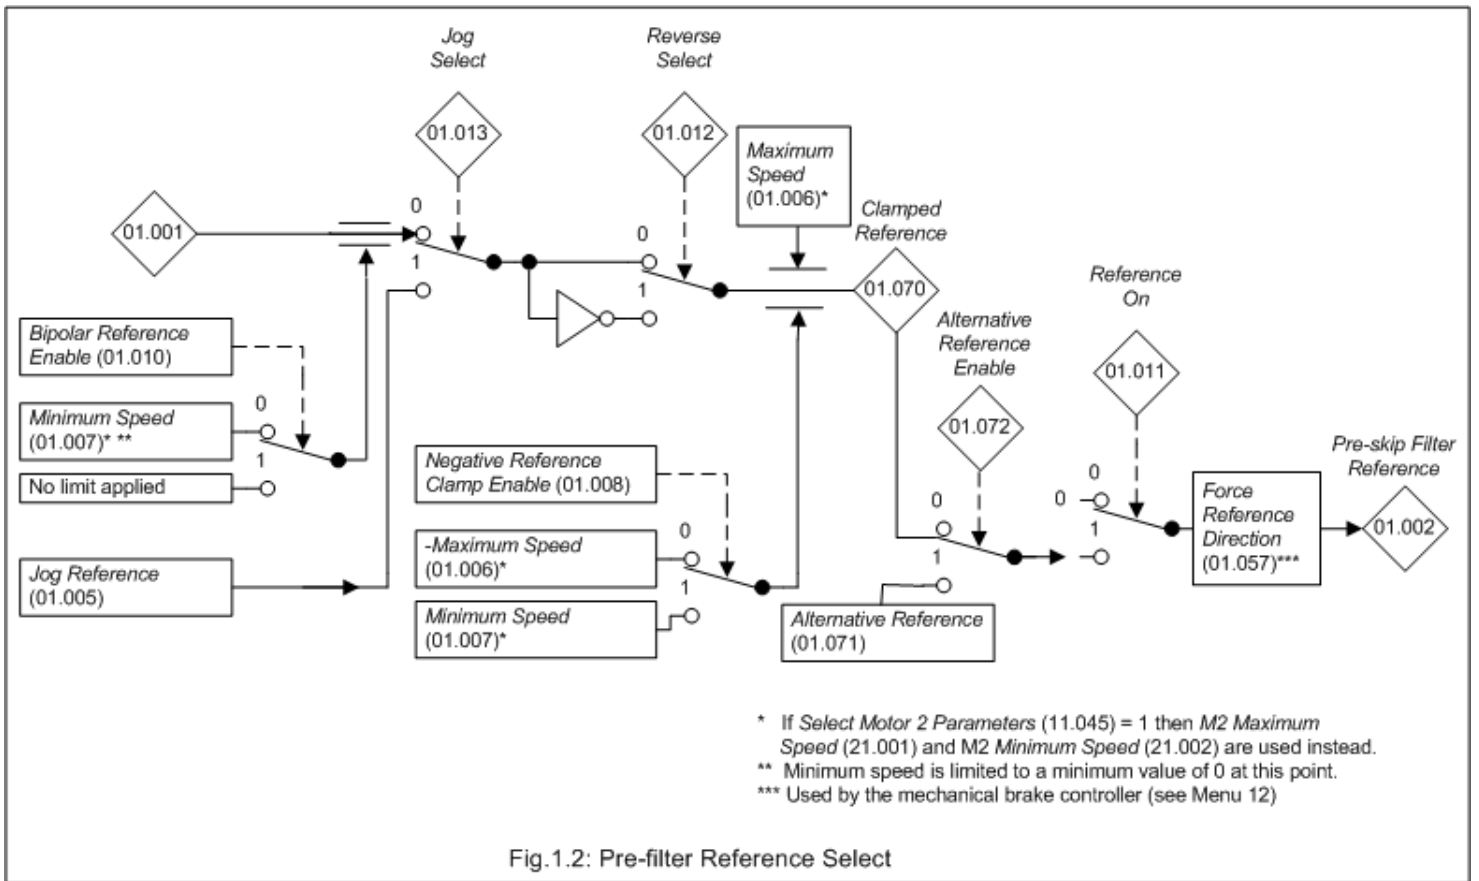 Jog
Select
Reverse
Select
01.013
01.012
Maximum
Speed
(01.006)*
Clamped
Reference
01.001
0
1
0
1
01.070
Reference
On
Bipolar Reference
Enable (01.010)
Alternative
Reference
Enable
01.011
0
Minimum Speed
(01.007)* **
1
No limit applied
01.072
Negative Reference
Clamp Enable (01.008)
Pre-skip Filter
Reference
0
0
0
1
Force
Reference
Direction
(01.057)***
01.002
-Maximum Speed
(01.006)*
0
1
1
Jog Reference
(01.005)
Minimum Speed
(01.007)*
Alternative Reference
(01.071)
* If Select Motor 2 Parameters (11.045) = 1 then M2 Maximum
Speed (21.001) and M2 Minimum Speed (21.002) are used instead.
** Minimum speed is limited to a minimum value of 0 at this point.
*** Used by the mechanical brake controller (see Menu 12)
Fig.1.2: Pre-filter Reference Select